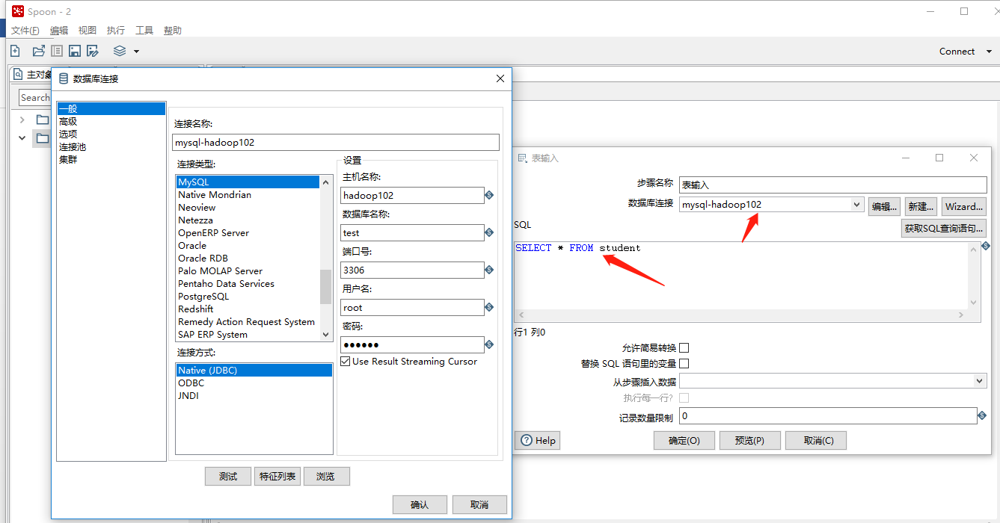 Spoon - 2
文件(F) 编辑 视图 执行 工具 帮助
Connect
主对象
Search
数据库连接
一般
高级
选项
连接池
集群
连接名称:
mysql-hadoop102
连接类型:
MySQL
Native Mondrian
Neoview
Netezza
OpenERP Server
Oracle
Oracle RDB
Palo MOLAP Server
Pentaho Data Services
PostgreSQL
Redshift
Remedy Action Request System
SAP ERP System
连接方式:
Native (JDBC)
ODBC
JNDI
设置
主机名称:
hadoop102
数据库名称:
test
端口号:
3306
用户名:
root
密码:
●●●●●●
Use Result Streaming Cursor
测试 特征列表 浏览
确认 取消
表输入
步骤名称 表输入
数据库连接 mysql-hadoop102 编辑... 新建... Wizard...
SQL 获取SQL查询语句...
SELECT * FROM student
行1 列0
允许简易转换
替换 SQL 语句里的变量
从步骤插入数据
执行每一行?
记录数量限制 0
Help 确定(O) 预览(P) 取消(C)